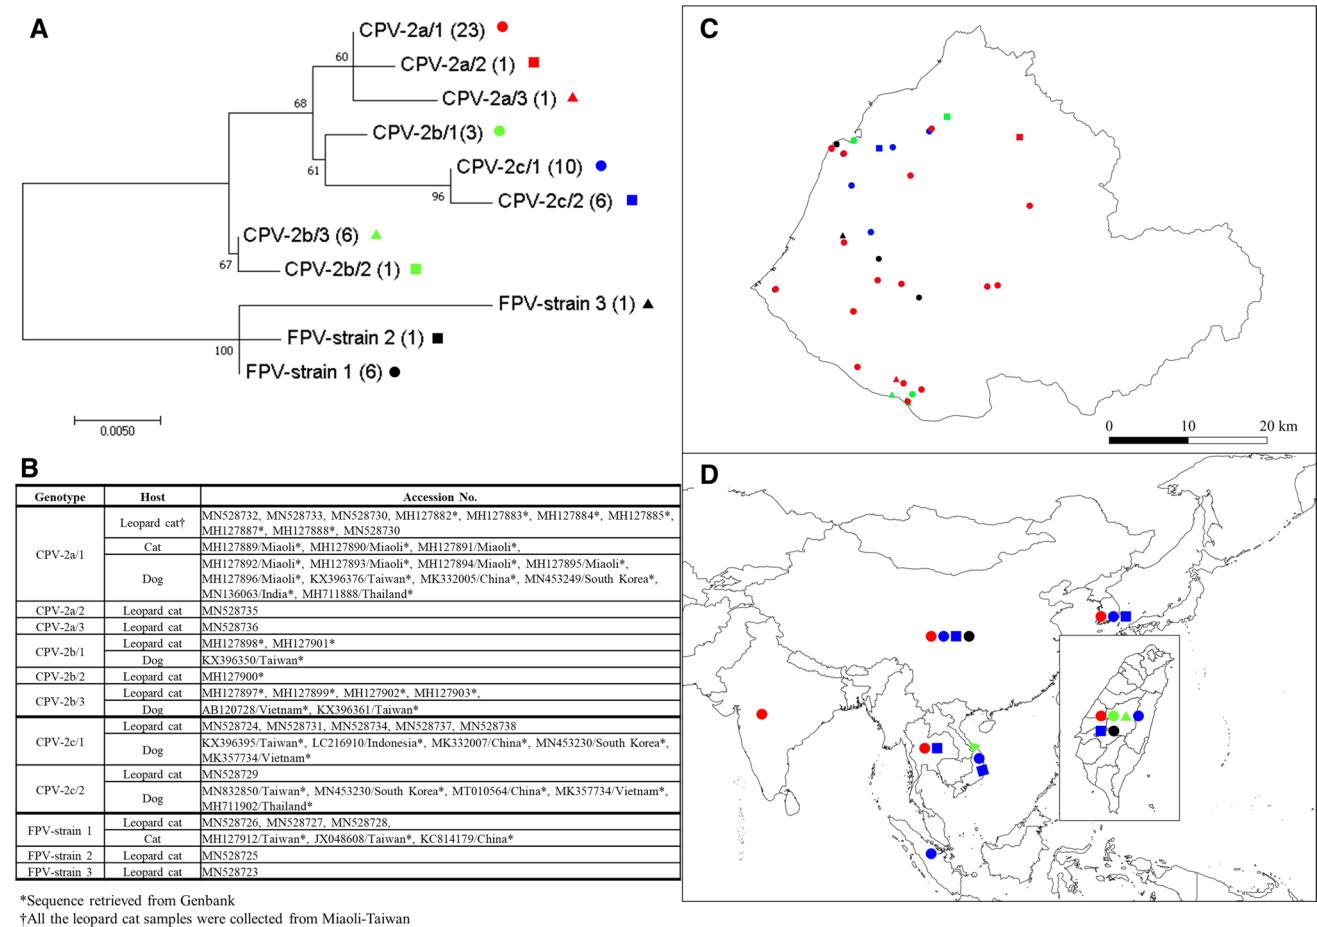 A
CPV-2a/1 (23)
60
CPV-2a/2 (1)
68
CPV-2a/3 (1)
CPV-2b/1(3)
61
CPV-2c/1 (10)
96
CPV-2c/2 (6)
CPV-2b/3 (6)
67
CPV-2b/2 (1)
FPV-strain 3 (1)
FPV-strain 2 (1)
100
FPV-strain 1 (6)
0.0050
B
Genotype Host Accession No.
CPV-2a/1 Leopard cat† MN528732, MN528733, MN528730, MH127882*, MH127883*, MH127884*, MH127885*,
MH127887*, MH127888*, MN528730
Cat MH127889/Miaoli*, MH127890/Miaoli*, MH127891/Miaoli*,
Dog MH127892/Miaoli*, MH127893/Miaoli*, MH127894/Miaoli*, MH127895/Miaoli*,
MH127896/Miaoli*, KX396376/Taiwan*, MK332005/China*, MN453249/South Korea*,
MN136063/India*, MH711888/Thailand*
CPV-2a/2 Leopard cat MN528735
CPV-2a/3 Leopard cat MN528736
CPV-2b/1 Leopard cat MH127898*, MH127901*
Dog KX396350/Taiwan*
CPV-2b/2 Leopard cat MH127900*
CPV-2b/3 Leopard cat MH127897*, MH127899*, MH127902*, MH127903*,
Dog AB120728/Vietnam*, KX396361/Taiwan*
CPV-2c/1 Leopard cat MN528724, MN528731, MN528734, MN528737, MN528738
Dog KX396395/Taiwan*, LC216910/Indonesia*, MK332007/China*, MN453230/South Korea*,
MK357734/Vietnam*
CPV-2c/2 Leopard cat MN528729
Dog MN832850/Taiwan*, MN453230/South Korea*, MT010564/China*, MK357734/Vietnam*,
MH711902/Thailand*
FPV-strain 1 Leopard cat MN528726, MN528727, MN528728,
Cat MH127912/Taiwan*, JX048608/Taiwan*, KC814179/China*
FPV-strain 2 Leopard cat MN528725
FPV-strain 3 Leopard cat MN528723
*Sequence retrieved from Genbank
†All the leopard cat samples were collected from Miaoli-Taiwan
C
0 10 20 km
D